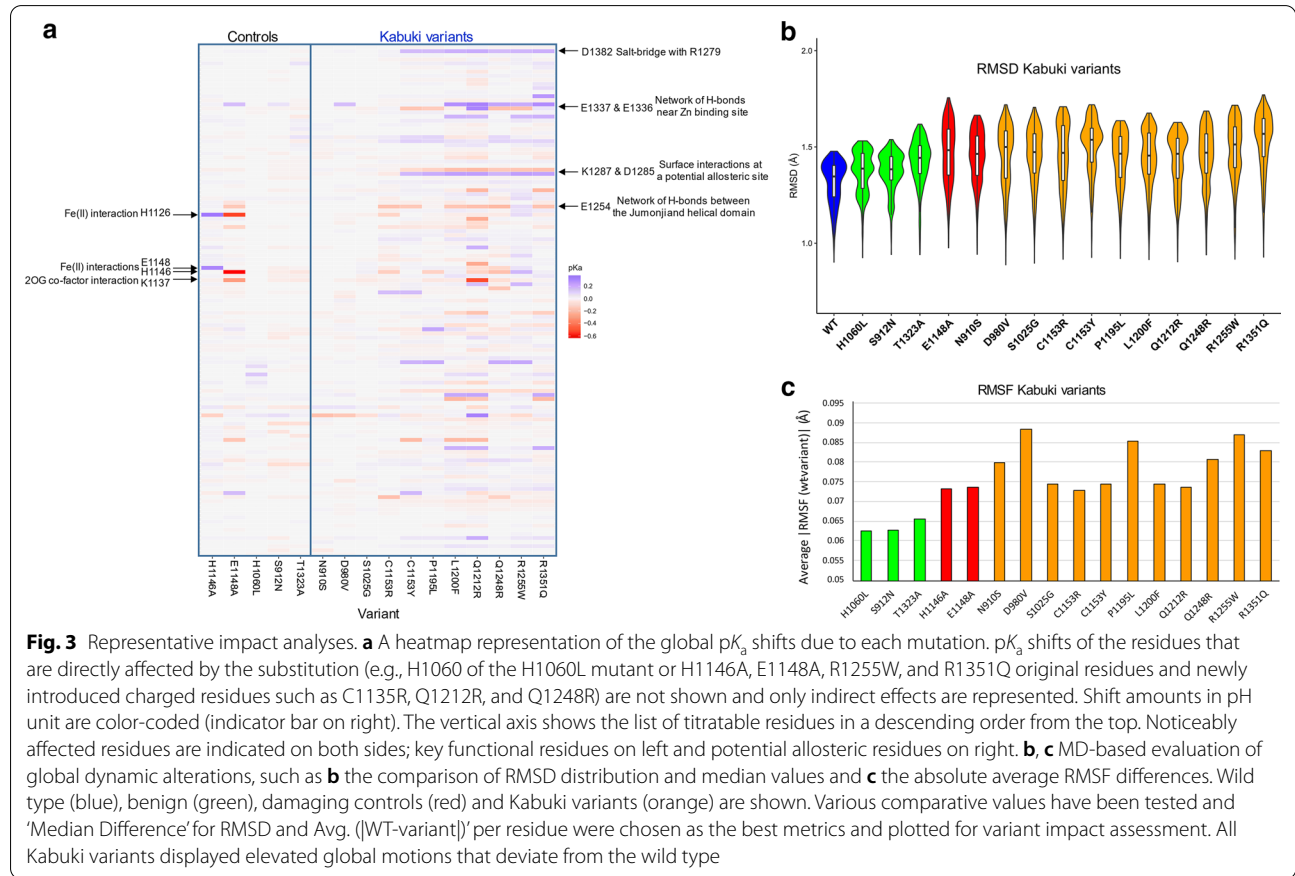 a
Controls
Kabuki variants
D1382 Salt-bridge with R1279
E1337 & E1336
Network of H-bonds
near Zn binding site
K1287 & D1285
Surface interactions at
a potential allosteric site
E1254
Network of H-bonds between
the Jumonjiand helical domain
Fe(II) interaction H1126
Fe(II) interactions E1148
H1146
2OG co-factor interaction K1137
pKa
0.2
0.0
−0.2
−0.4
−0.6
H1146A
E1148A
H1060L
S912N
T1323A
N910S
D980V
S1025G
C1153R
C1153Y
P1195L
L1200F
Q1212R
Q1248R
R1255W
R1351Q
Variant
b
RMSD Kabuki variants
2.0
1.5
1.0
RMSD (Å)
WT
H1060L
S912N
T1323A
E1148A
N910S
D980V
S1025G
C1153R
C1153Y
P1195L
L1200F
Q1212R
Q1248R
R1255W
R1351Q
c
RMSF Kabuki variants
Average | RMSF (wt-variant) | (Å)
0.095
0.09
0.085
0.08
0.075
0.07
0.065
0.06
0.055
0.05
H1060L
S912N
T1323A
H1146A
E1148A
N910S
D980V
S1025G
C1153R
C1153Y
P1195L
L1200F
Q1212R
Q1248R
R1255W
R1351Q
Fig. 3 Representative impact analyses. a A heatmap representation of the global pKa shifts due to each mutation. pKa shifts of the residues that
are directly affected by the substitution (e.g., H1060 of the H1060L mutant or H1146A, E1148A, R1255W, and R1351Q original residues and newly
introduced charged residues such as C1135R, Q1212R, and Q1248R) are not shown and only indirect effects are represented. Shift amounts in pH
unit are color-coded (indicator bar on right). The vertical axis shows the list of titratable residues in a descending order from the top. Noticeably
affected residues are indicated on both sides; key functional residues on left and potential allosteric residues on right. b, c MD-based evaluation of
global dynamic alterations, such as b the comparison of RMSD distribution and median values and c the absolute average RMSF differences. Wild
type (blue), benign (green), damaging controls (red) and Kabuki variants (orange) are shown. Various comparative values have been tested and
‘Median Difference’ for RMSD and Avg. (|WT-variant|)’ per residue were chosen as the best metrics and plotted for variant impact assessment. All
Kabuki variants displayed elevated global motions that deviate from the wild type